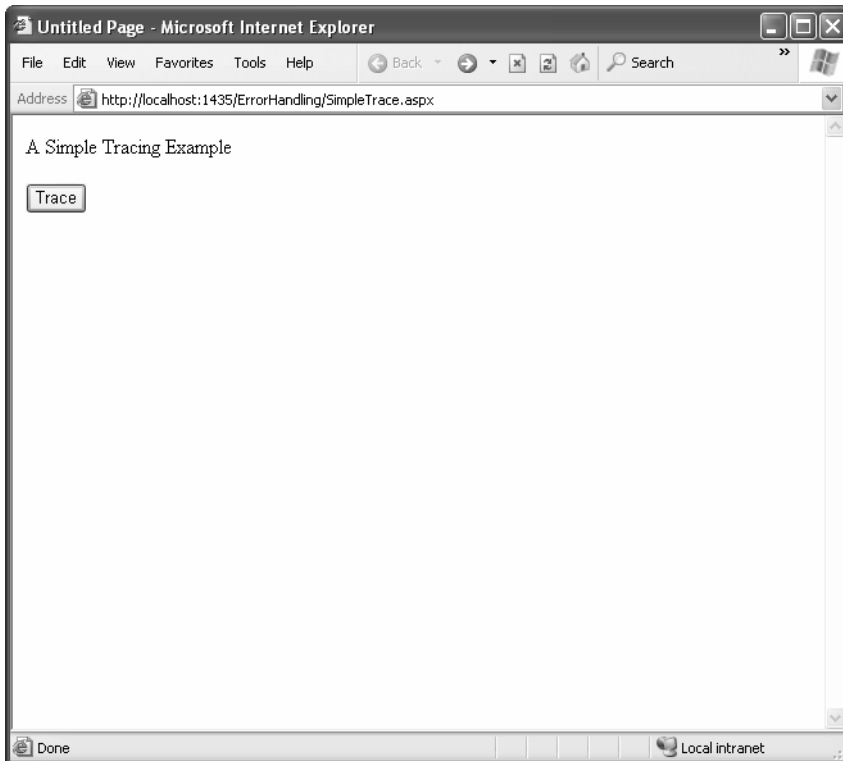 Untitled Page - Microsoft Internet Explorer
File Edit View Favorites Tools Help Back Search »
Address http://localhost:1435/ErrorHandling/SimpleTrace.aspx
A Simple Tracing Example
Trace
Done Local intranet